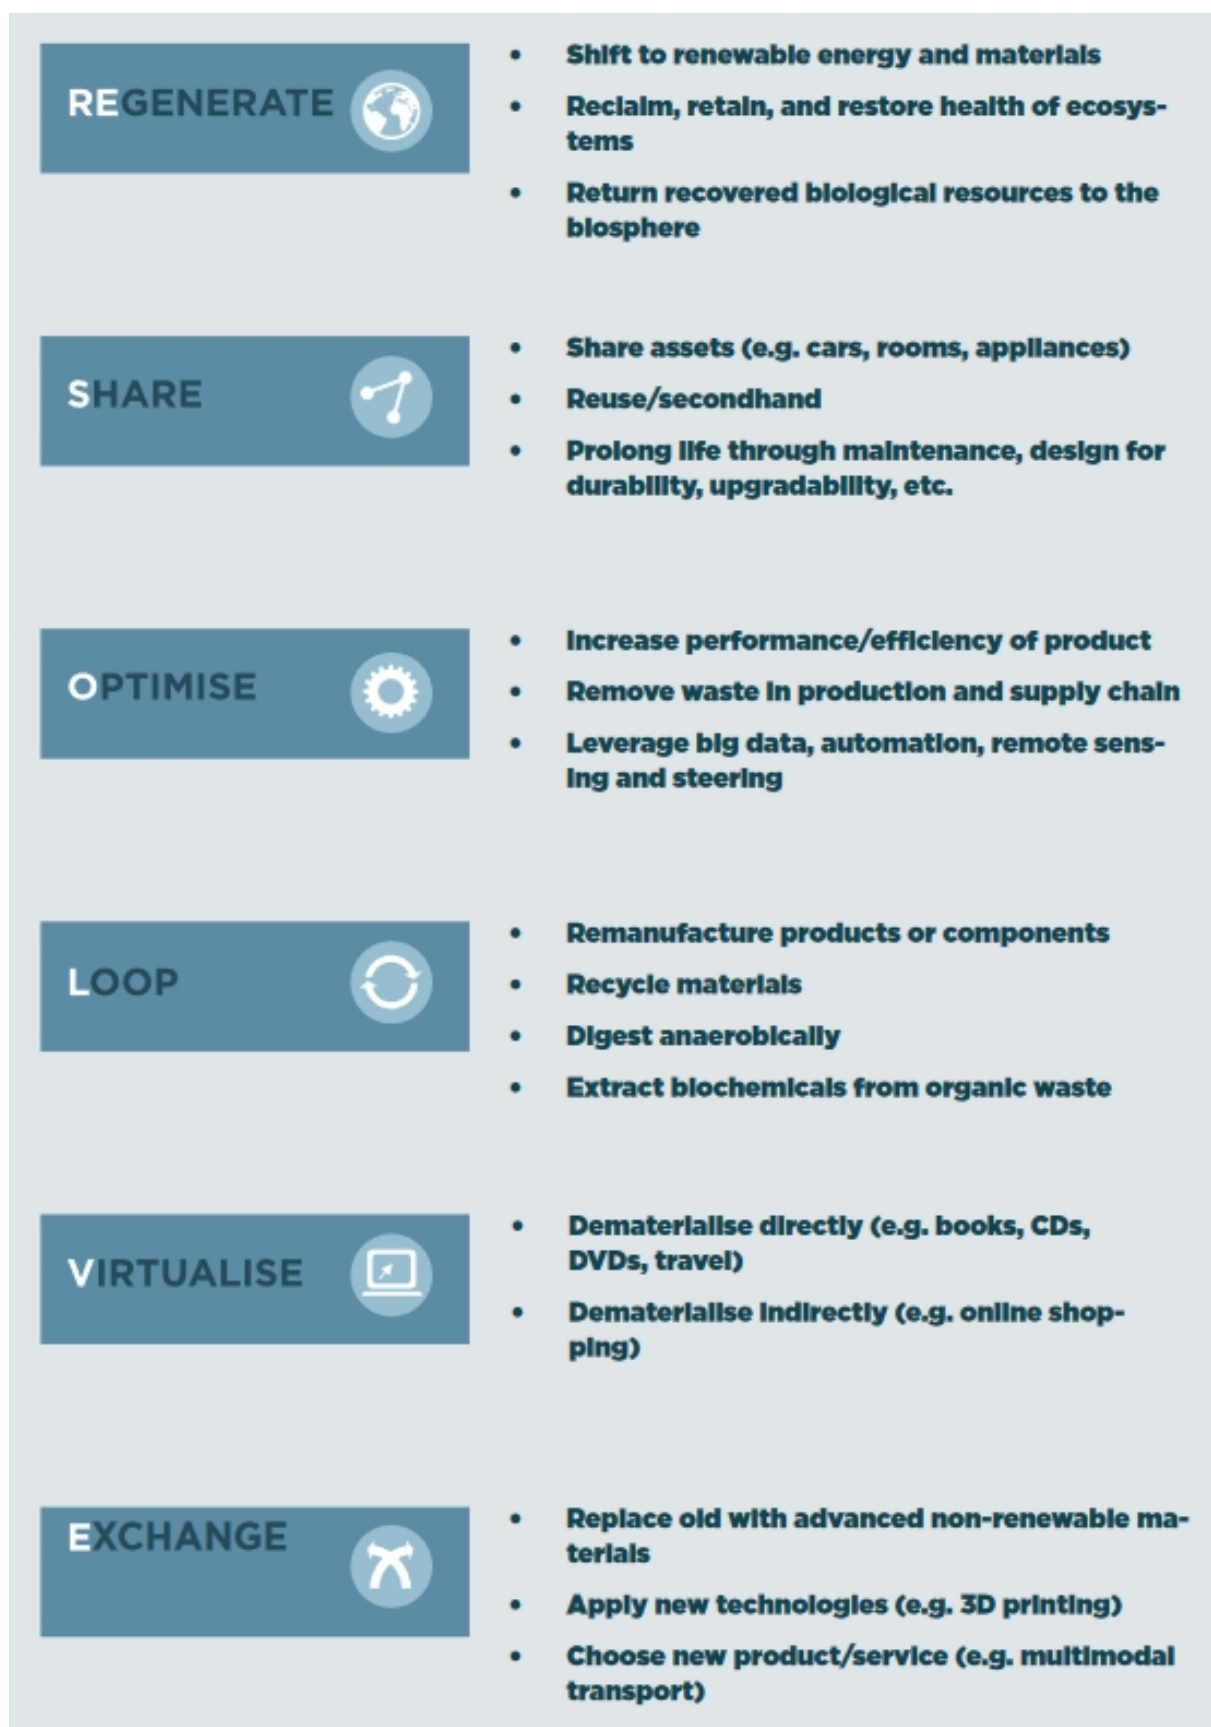 REGENERATE
• Shift to renewable energy and materials
• Reclaim, retain, and restore health of ecosys-
tems
• Return recovered biological resources to the
biosphere
SHARE
• Share assets (e.g. cars, rooms, appliances)
• Reuse/secondhand
• Prolong life through maintenance, design for
durability, upgradability, etc.
OPTIMISE
• Increase performance/efficiency of product
• Remove waste in production and supply chain
• Leverage big data, automation, remote sens-
ing and steering
LOOP
• Remanufacture products or components
• Recycle materials
• Digest anaerobically
• Extract biochemicals from organic waste
VIRTUALISE
• Dematerialise directly (e.g. books, CDs,
DVDs, travel)
• Dematerialise indirectly (e.g. online shop-
ping)
EXCHANGE
• Replace old with advanced non-renewable ma-
terials
• Apply new technologies (e.g. 3D printing)
• Choose new product/service (e.g. multimodal
transport)